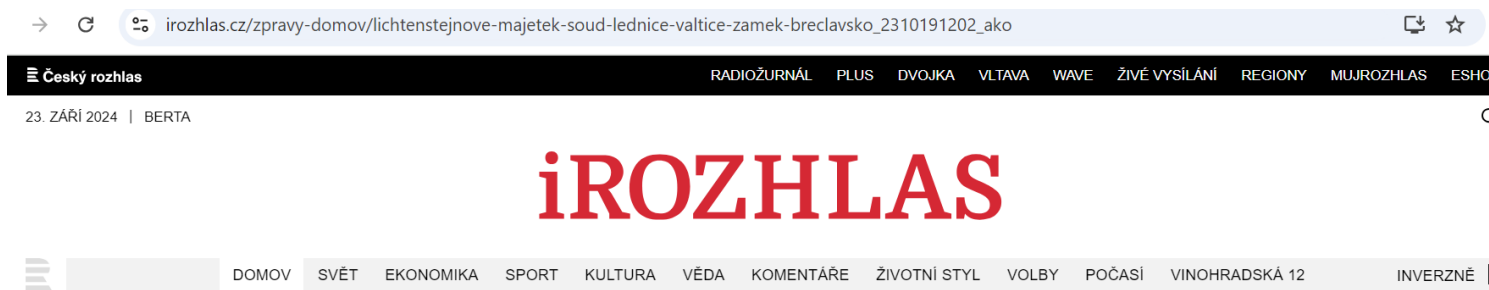 irozhlas.cz/zpravy-domov/lichtenstejnove-majetek-soud-lednice-valtice-zamek-breclavsko_2310191202_ako
Český rozhlas RADIOŽURNÁL PLUS DVOJKA VLTAVA WAVE ŽIVÉ VYSÍLÁNÍ REGIONY MUJROZHLAS ESHO
23. ZÁŘÍ 2024 | BERTA
iROZHLAS
DOMOV SVĚT EKONOMIKA SPORT KULTURA VĚDA KOMENTÁŘE ŽIVOTNÍ STYL VOLBY POČASÍ VINOHRADSKÁ 12 INVERZNĚ